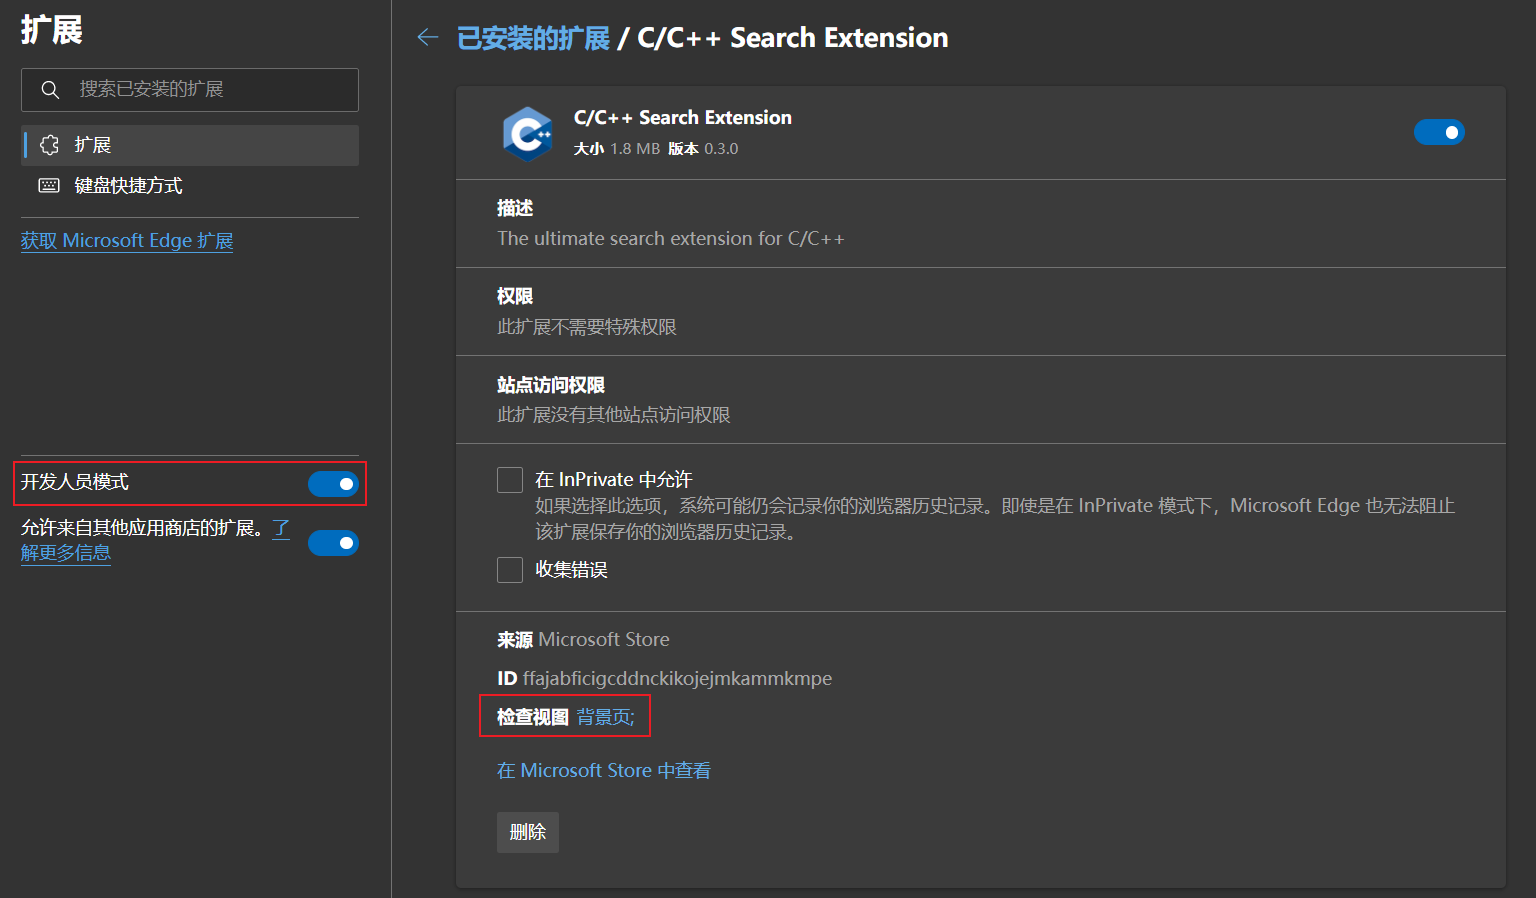 扩展
搜索已安装的扩展
扩展
键盘快捷方式
获取 Microsoft Edge 扩展
开发人员模式
允许来自其他应用商店的扩展。了
解更多信息
已安装的扩展 / C/C++ Search Extension
C/C++ Search Extension
大小 1.8 MB 版本 0.3.0
描述
The ultimate search extension for C/C++
权限
此扩展不需要特殊权限
站点访问权限
此扩展没有其他站点访问权限
在 InPrivate 中允许
如果选择此选项，系统可能仍会记录你的浏览器历史记录。即使是在 InPrivate 模式下，Microsoft Edge 也无法阻止
该扩展保存你的浏览器历史记录。
收集错误
来源 Microsoft Store
ID ffajabficigcddnckikojejmkammkmpe
检查视图 背景页;
在 Microsoft Store 中查看
删除